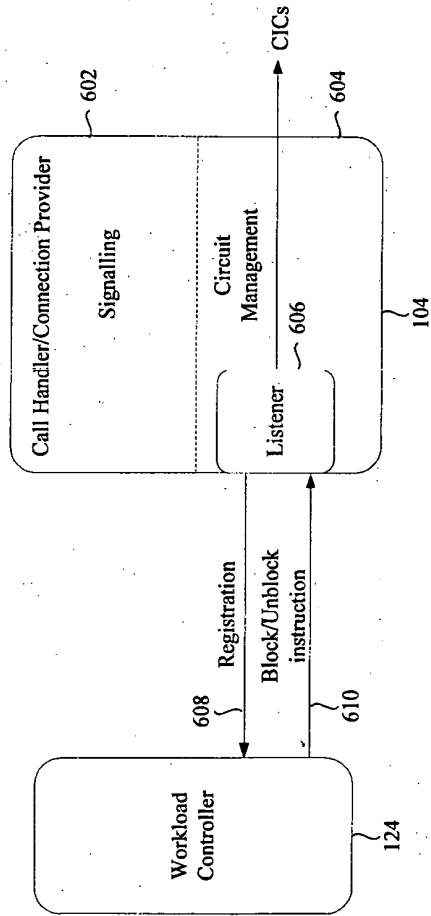 Call Handler/Connection Provider
602
Signalling
Circuit
Management
604
606
Listener
CICs
104
Registration
608
Block/Unblock
instruction
610
Workload
Controller
124